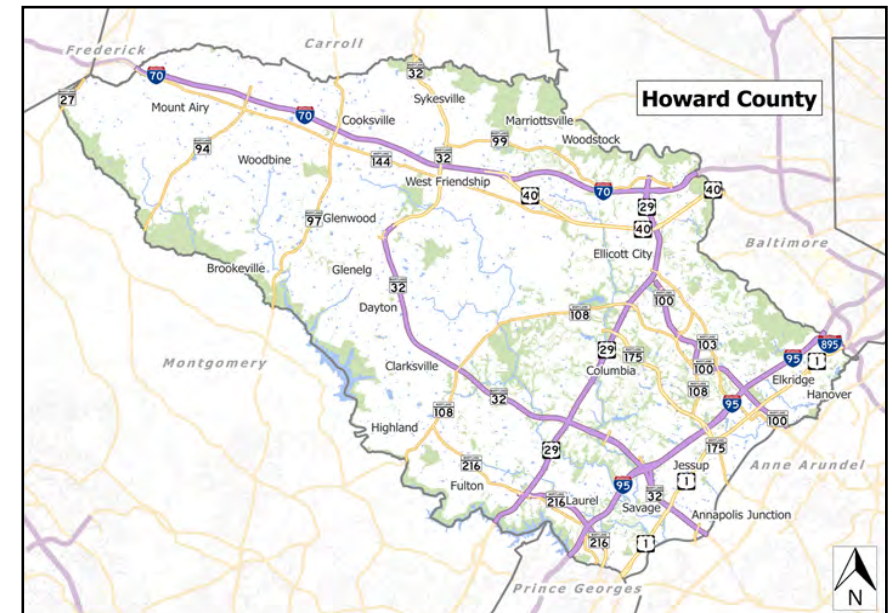 Carroll
Frederick
70
32
27
Mount Airy
Sykesville
Howard County
70
Cooksville
Marriottsville
94
99
Woodstock
Woodbine
144
32
West Friendship
70
40
40
29
97
Glenwood
40
Baltimore
Ellicott City
Brookeville
Glenelg
32
100
Dayton
108
103
895
Montgomery
29
175
95
1
Clarksville
Columbia
100
Elkridge
32
108
Hanover
108
95
100
Highland
29
175
216
Jessup
Anne Arundel
Fulton
95
1
32
216
Laurel
Savage
Annapolis Junction
216
1
Prince Georges
N